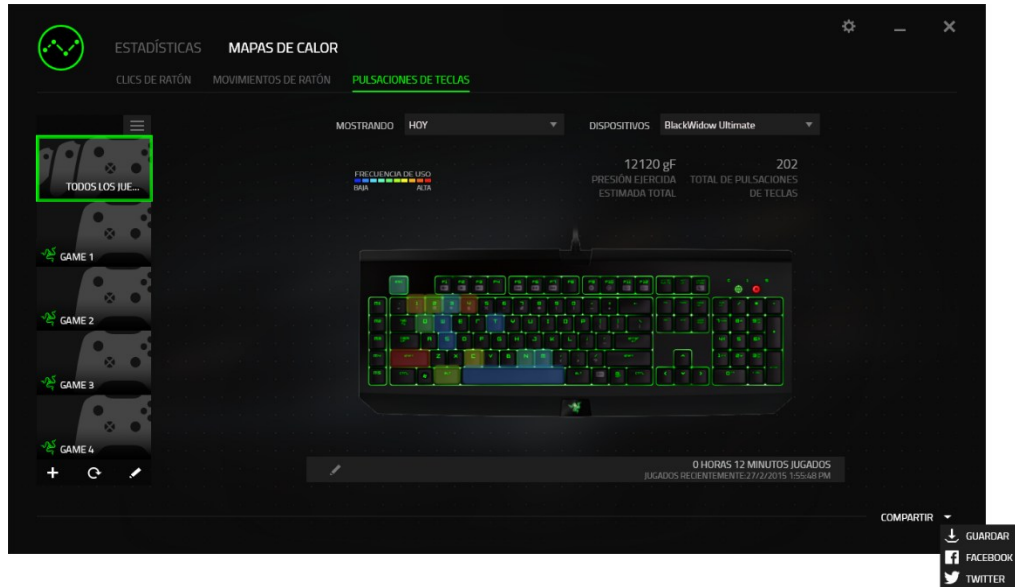 ESTADÍSTICAS MAPAS DE CALOR
CLICS DE RATÓN MOVIMIENTOS DE RATÓN PULSACIONES DE TECLAS
MOSTRANDO HOY DISPOSITIVOS BlackWidow Ultimate
TODOS LOS JUE...
GAME 1
GAME 2
GAME 3
GAME 4
FRECUENCIA DE USO
BAJA ALTA
12120 gF
PRESIÓN EJERCIDA
ESTIMADA TOTAL
202
TOTAL DE PULSACIONES
DE TECLAS
0 HORAS 12 MINUTOS JUGADOS
JUGADOS RECIENTEMENTE:27/2/2015 1:55:48 PM
COMPARTIR
GUARDAR
FACEBOOK
TWITTER